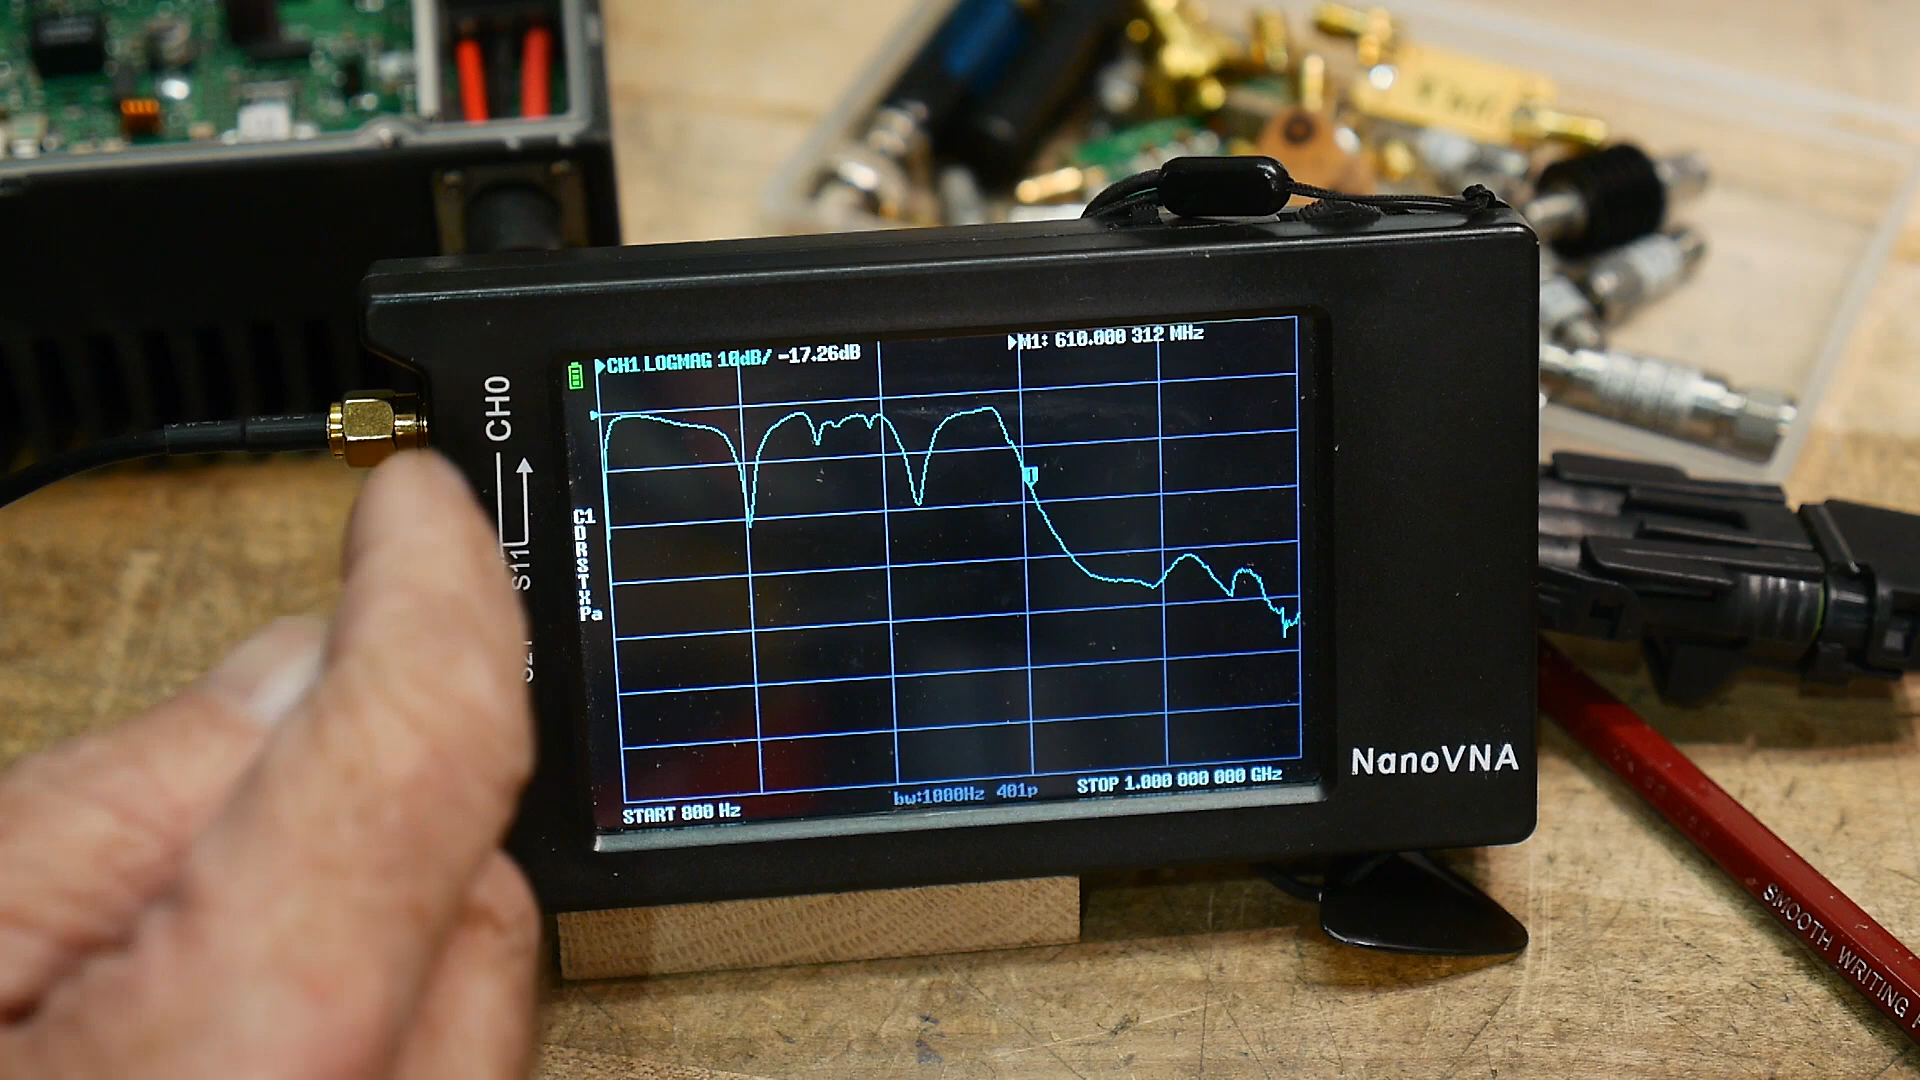 CH1 LOGMAG 10dB/ -17.26dB
M1: 610.000 312 MHz
CH0
S11
S21
C1
D
R
S
T
X
Pa
START 800 Hz
bw:1000Hz 401p
STOP 1.000 000 000 GHz
NanoVNA
SMOOTH WRITING